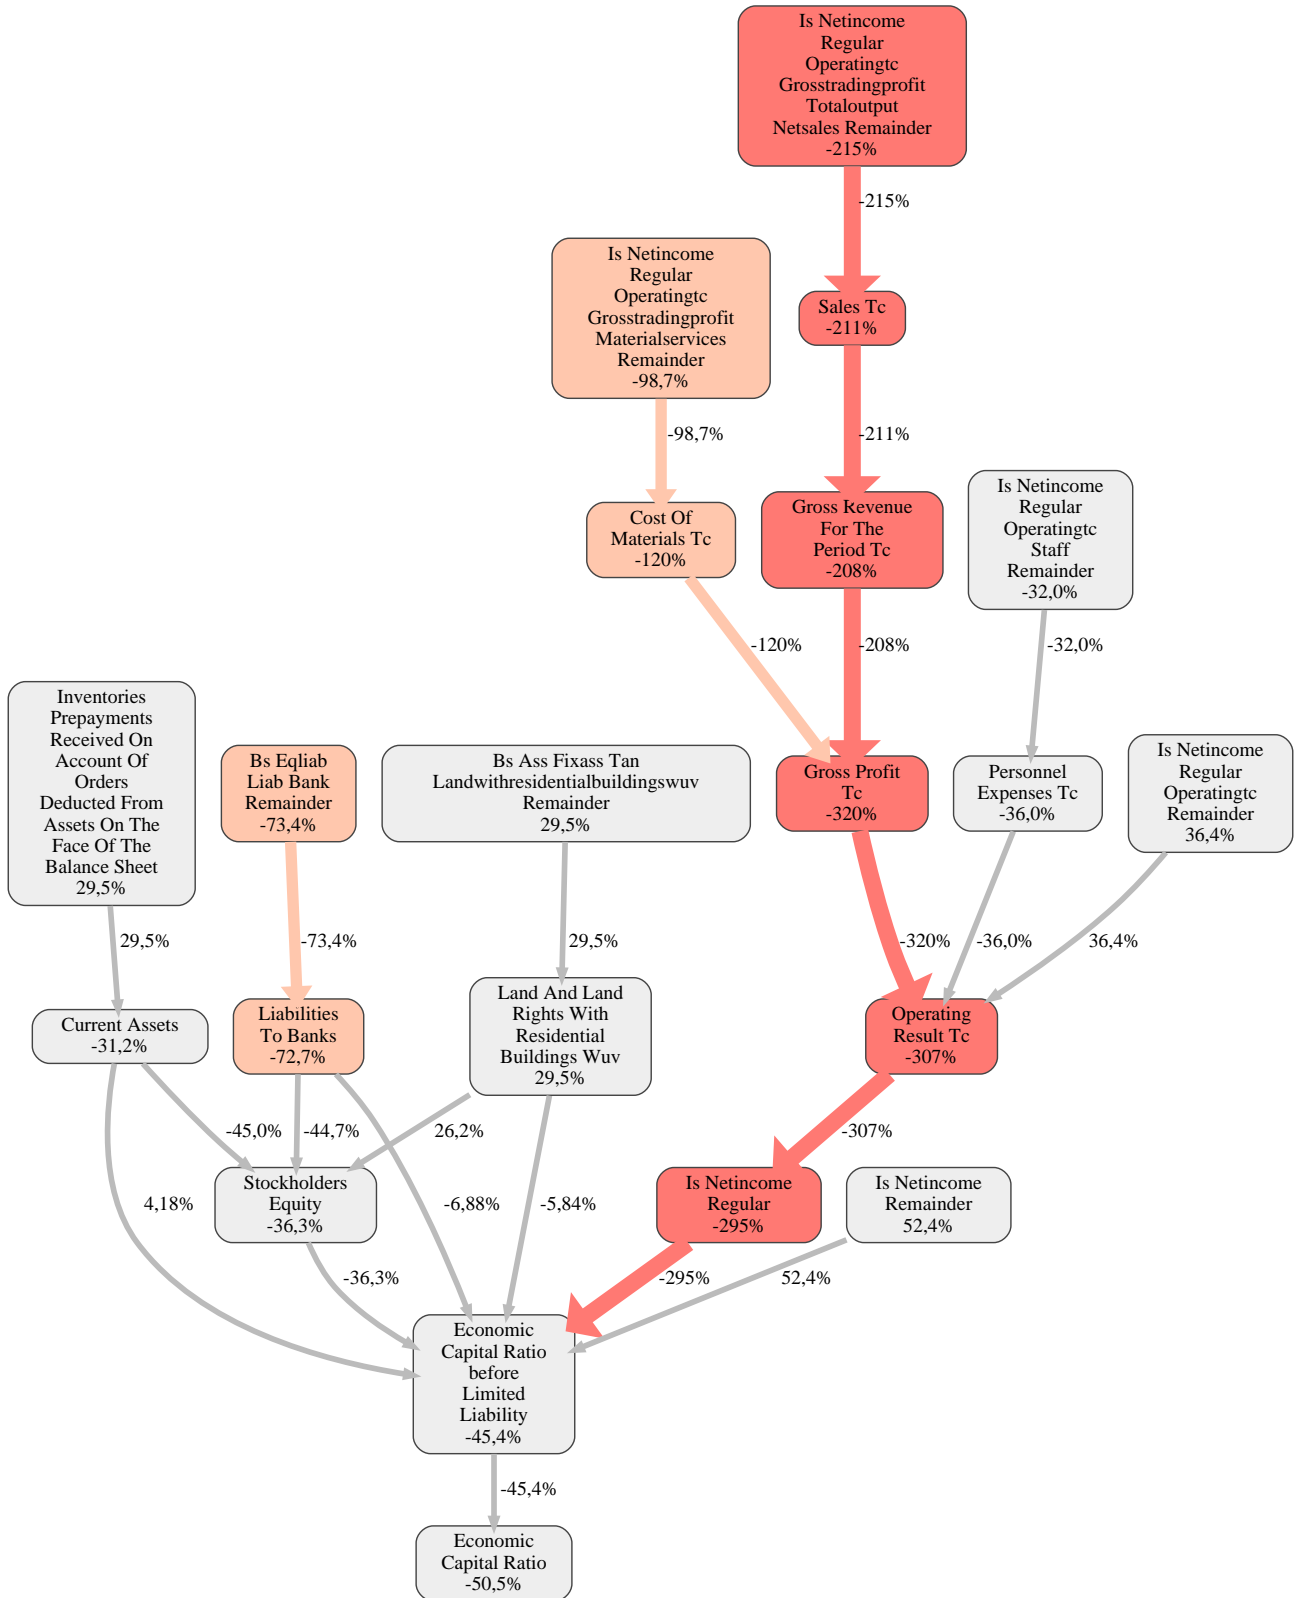 Is Netincome
Regular
Operatingtc
Grosstradingprofit
Totaloutput
Netsales Remainder
-215%
-215%
Is Netincome
Regular
Operatingtc
Grosstradingprofit
Materialservices
Remainder
-98,7%
Sales Tc
-211%
-98,7%
-211%
Is Netincome
Regular
Operatingtc
Staff
Remainder
-32,0%
Cost Of
Materials Tc
-120%
Gross Revenue
For The
Period Tc
-208%
-120%
-208%
-32,0%
Inventories
Prepayments
Received On
Account Of
Orders
Deducted From
Assets On The
Face Of The
Balance Sheet
29,5%
Bs Eqliab
Liab Bank
Remainder
-73,4%
Bs Ass Fixass Tan
Landwithresidentialbuildingswuv
Remainder
29,5%
Gross Profit
Tc
-320%
Personnel
Expenses Tc
-36,0%
Is Netincome
Regular
Operatingtc
Remainder
36,4%
29,5%
-73,4%
29,5%
-320%
-36,0%
36,4%
Current Assets
-31,2%
Liabilities
To Banks
-72,7%
Land And Land
Rights With
Residential
Buildings Wuv
29,5%
Operating
Result Tc
-307%
-45,0%
-44,7%
26,2%
-307%
Stockholders
Equity
-36,3%
Is Netincome
Regular
-295%
Is Netincome
Remainder
52,4%
4,18%
-6,88%
-5,84%
-36,3%
-295%
52,4%
Economic
Capital Ratio
before
Limited
Liability
-45,4%
-45,4%
Economic
Capital Ratio
-50,5%